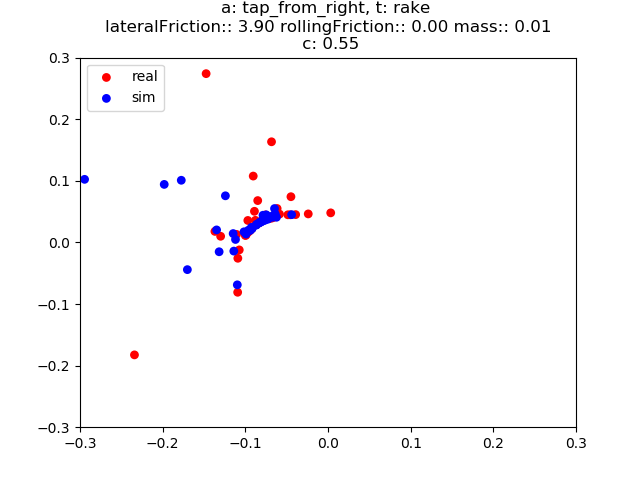 a: tap_from_right, t: rake
lateralFriction:: 3.90 rollingFriction:: 0.00 mass:: 0.01
c: 0.55
real
sim
0.3
0.2
0.1
0.0
−0.1
−0.2
−0.3
−0.3
−0.2
−0.1
0.0
0.1
0.2
0.3